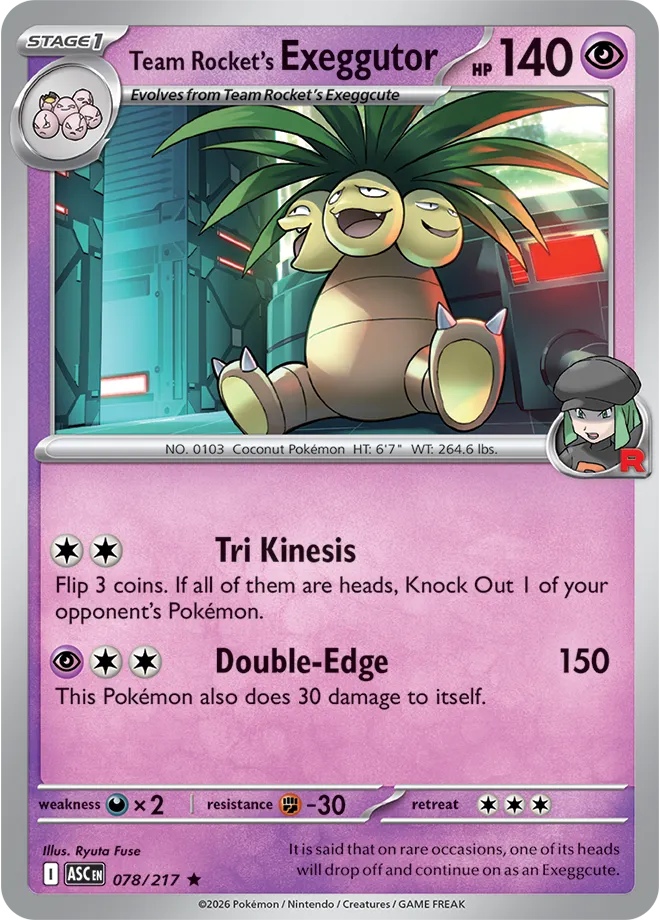 STAGE1
Team Rocket's Exeggutor HP 140
Evolves from Team Rocket's Exeggcute
NO. 0103 Coconut Pokémon HT: 6'7" WT: 264.6 lbs.
R
Tri Kinesis
Flip 3 coins. If all of them are heads, Knock Out 1 of your
opponent's Pokémon.
Double-Edge 150
This Pokémon also does 30 damage to itself.
weakness ×2 resistance -30 retreat
Illus. Ryuta Fuse
It is said that on rare occasions, one of its heads
will drop off and continue on as an Exeggcute.
I ASC EN 078/217 ★
©2026 Pokémon / Nintendo / Creatures / GAME FREAK